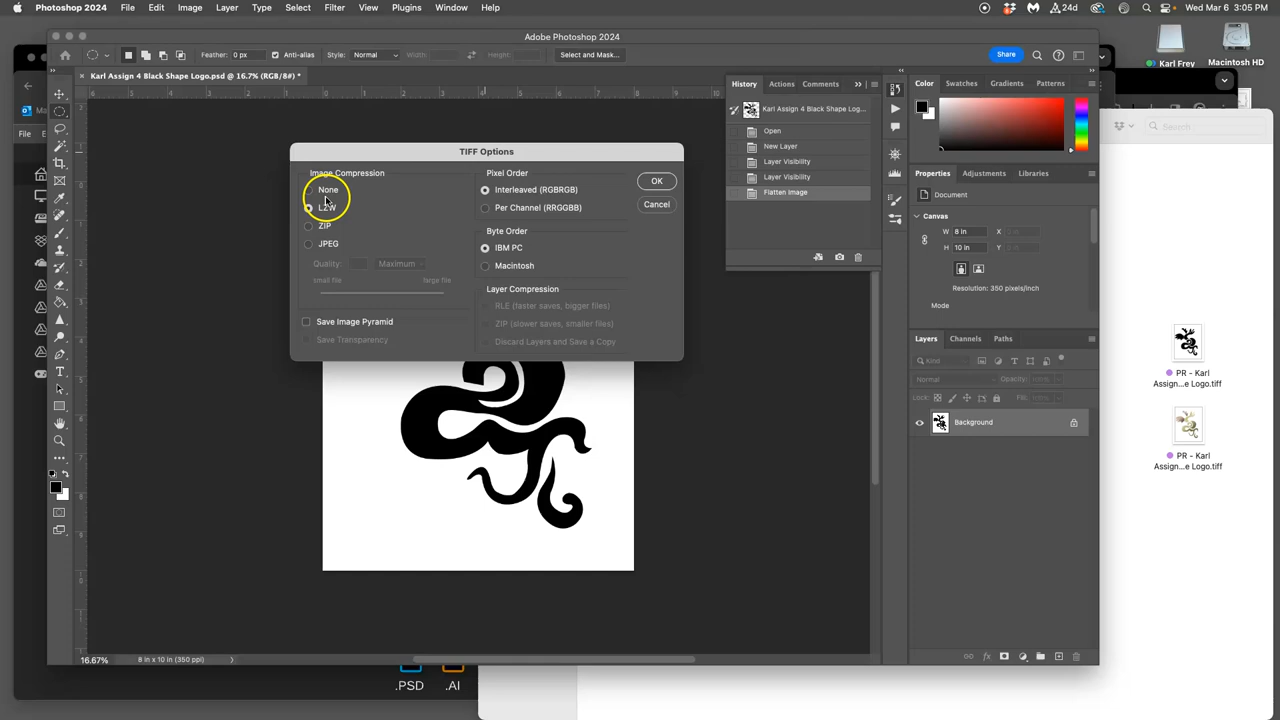 Photoshop 2024 File Edit Image Layer Type Select Filter View Plugins Window Help
24d Wed Mar 6 3:05 PM
Adobe Photoshop 2024
Feather: 0 px Anti-alias Style: Normal Width: Height: Select and Mask... Share
Karl Assign 4 Black Shape Logo.psd @ 16.7% (RGB/8#) *
Karl Frey
Macintosh HD
File
Search
History Actions Comments
Karl Assign 4 Black Shape Log...
Open
New Layer
Layer Visibility
Layer Visibility
Flatten Image
Color Swatches Gradients Patterns
Properties Adjustments Libraries
Document
Canvas
W 8 in X
H 10 in Y
Resolution: 350 pixels/inch
Mode
Layers Channels Paths
Kind
Normal Opacity:
Lock: Fill:
Background
TIFF Options
Image Compression
None
LZW
ZIP
JPEG
Quality: Maximum
small file large file
Save Image Pyramid
Save Transparency
Pixel Order
Interleaved (RGBRGB)
Per Channel (RRGGBB)
Byte Order
IBM PC
Macintosh
Layer Compression
RLE (faster saves, bigger files)
ZIP (slower saves, smaller files)
Discard Layers and Save a Copy
OK
Cancel
PR - Karl
Assign...e Logo.tiff
PR - Karl
Assign...e Logo.tiff
16.67% 8 in x 10 in (350 ppi)
.PSD .AI